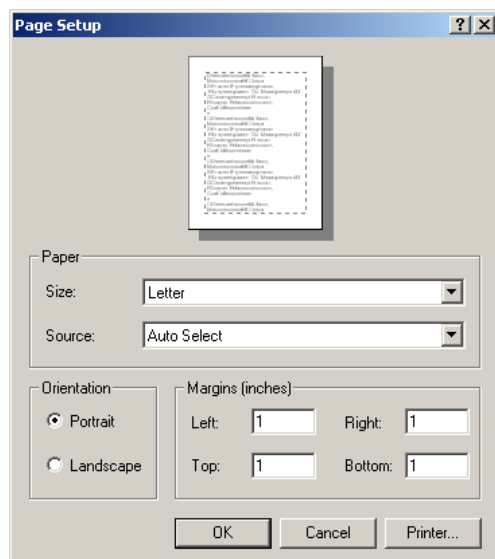 Page Setup
Paper
Size: Letter
Source: Auto Select
Orientation
Portrait
Landscape
Margins (inches)
Left: 1 Right: 1
Top: 1 Bottom: 1
OK Cancel Printer...